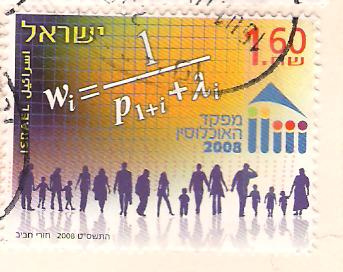 ישראל
1.60
שח
اسرائيل
ISRAEL
wᵢ = 1 / (p₁₊ᵢ + λᵢ)
מפקד
האוכלוסין
2008
התשס"ט 2008 חורי חביב